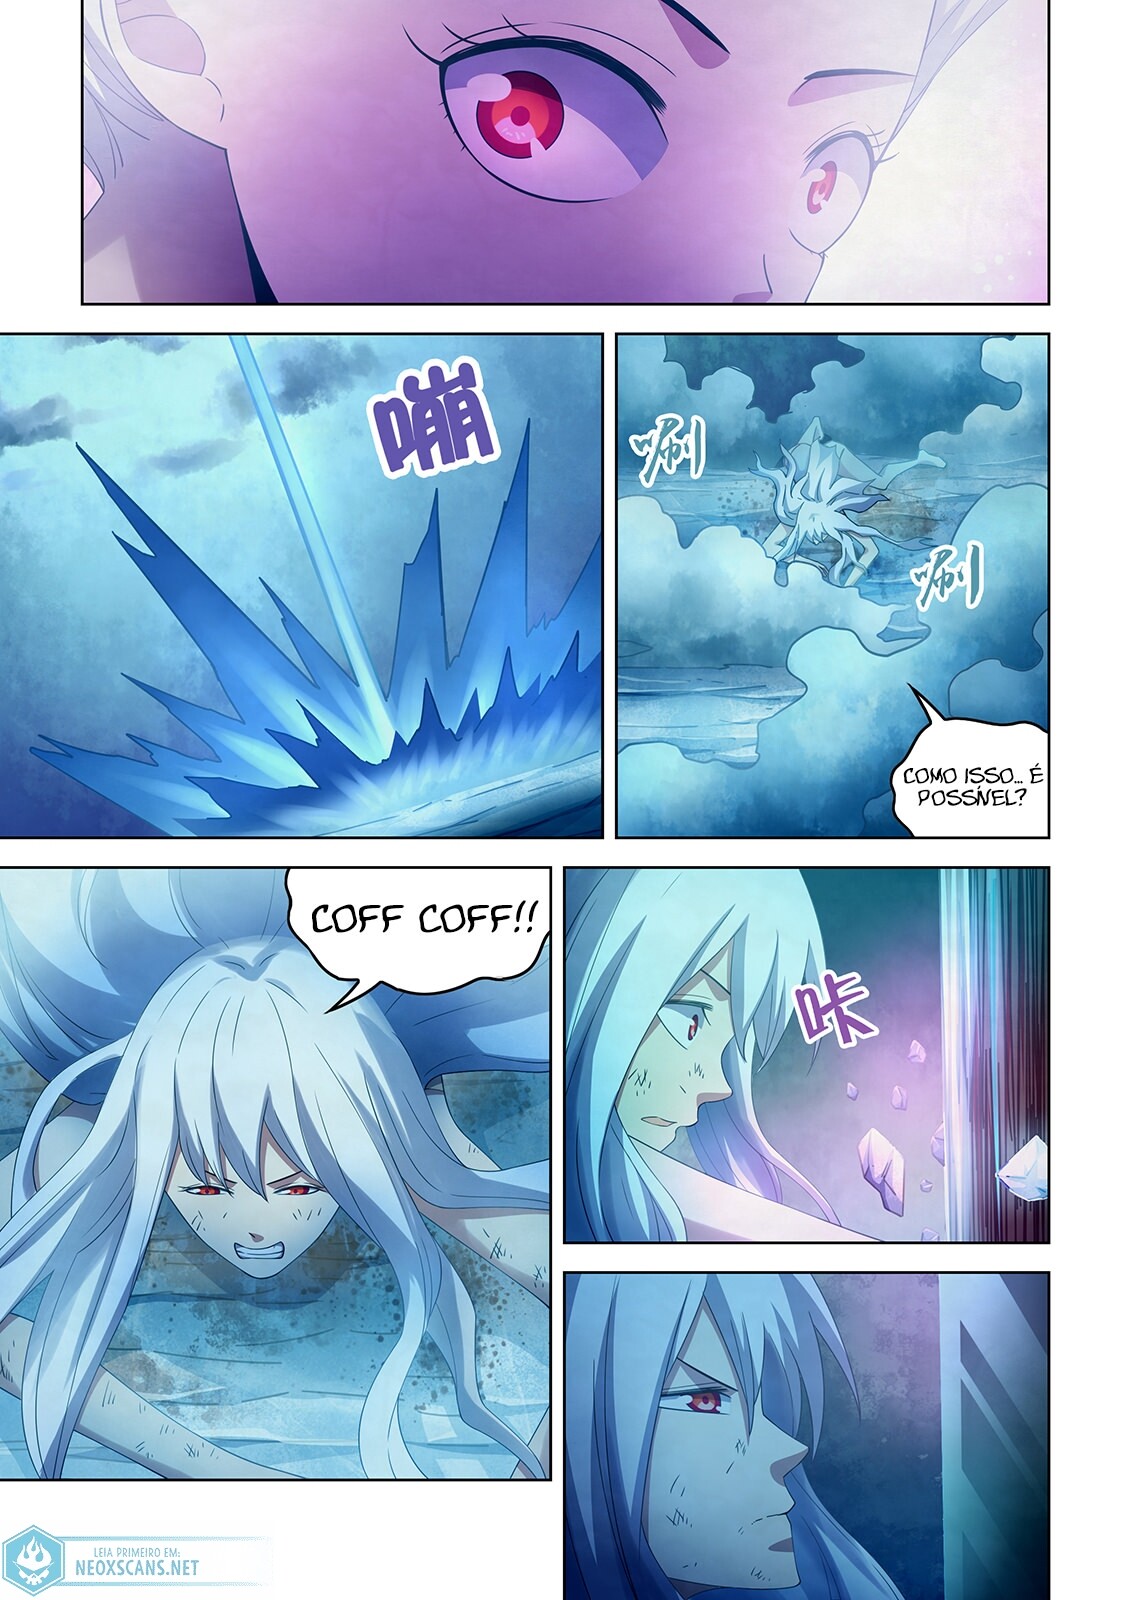 嘣
唰
唰
COMO ISSO... É
POSSÍVEL?
COFF COFF!!
咔
LEIA PRIMEIRO EM:
NEOXSCANS.NET